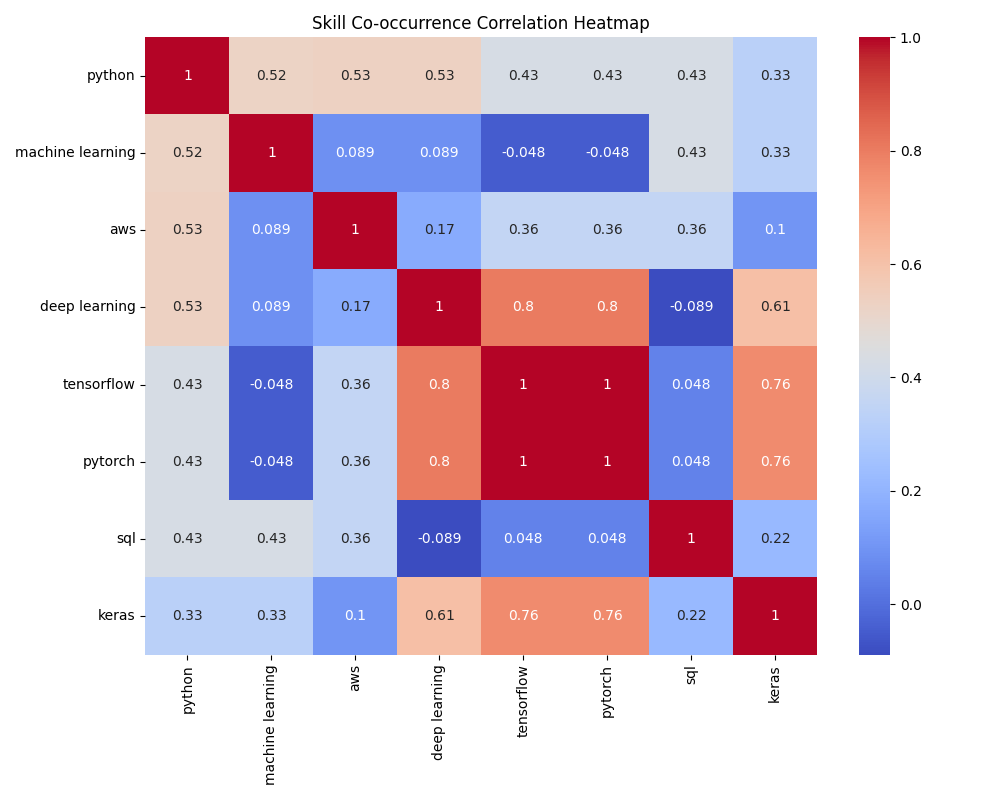 Skill Co-occurrence Correlation Heatmap
python 1 0.52 0.53 0.53 0.43 0.43 0.43 0.33
machine learning 0.52 1 0.089 0.089 -0.048 -0.048 0.43 0.33
aws 0.53 0.089 1 0.17 0.36 0.36 0.36 0.1
deep learning 0.53 0.089 0.17 1 0.8 0.8 -0.089 0.61
tensorflow 0.43 -0.048 0.36 0.8 1 1 0.048 0.76
pytorch 0.43 -0.048 0.36 0.8 1 1 0.048 0.76
sql 0.43 0.43 0.36 -0.089 0.048 0.048 1 0.22
keras 0.33 0.33 0.1 0.61 0.76 0.76 0.22 1
python
machine learning
aws
deep learning
tensorflow
pytorch
sql
keras
1.0
0.8
0.6
0.4
0.2
0.0